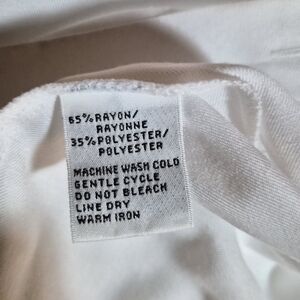 65% RAYON/
RAYONNE
35% POLYESTER/
POLYESTER
MACHINE WASH COLD
GENTLE CYCLE
DO NOT BLEACH
LINE DRY
WARM IRON